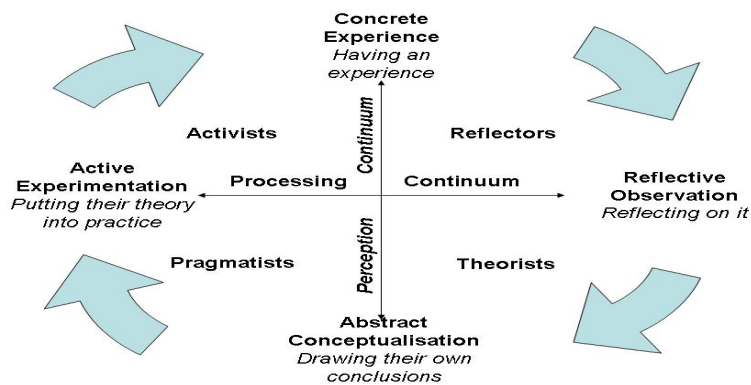 Concrete
Experience
Having an
experience
Activists
Continuum
Reflectors
Active
Experimentation
Putting their theory
into practice
Processing
Continuum
Reflective
Observation
Reflecting on it
Pragmatists
Perception
Theorists
Abstract
Conceptualisation
Drawing their own
conclusions